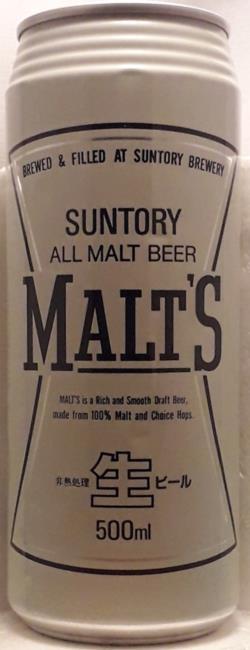 BREWED & FILLED AT SUNTORY BREWERY
SUNTORY
ALL MALT BEER
MALT'S
MALT'S is a Rich and Smooth Draft Beer,
made from 100% Malt and Choice Hops.
非熱処理 生 ビール
500ml